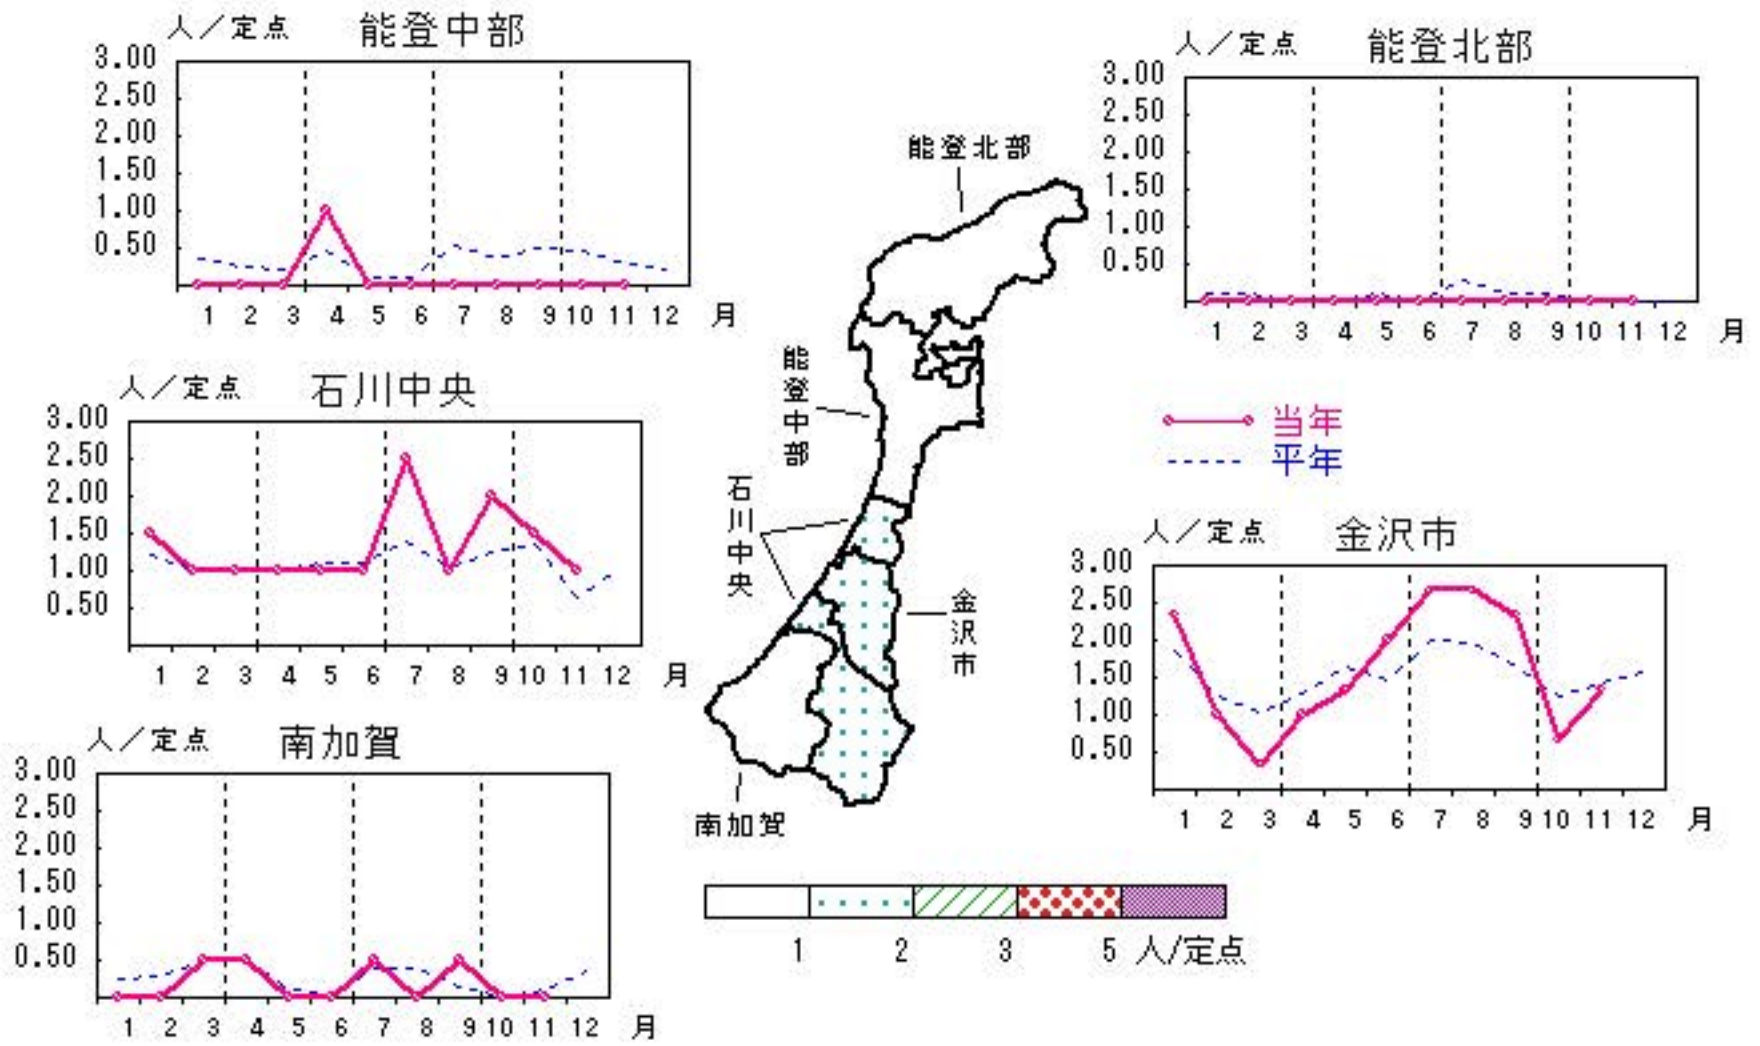 人/定点 能登中部
3.00
2.50
2.00
1.50
1.00
0.50
1 2 3 4 5 6 7 8 9 10 11 12 月
人/定点 能登北部
3.00
2.50
2.00
1.50
1.00
0.50
1 2 3 4 5 6 7 8 9 10 11 12 月
人/定点 石川中央
3.00
2.50
2.00
1.50
1.00
0.50
1 2 3 4 5 6 7 8 9 10 11 12 月
当年
平年
人/定点 金沢市
3.00
2.50
2.00
1.50
1.00
0.50
1 2 3 4 5 6 7 8 9 10 11 12 月
人/定点 南加賀
3.00
2.50
2.00
1.50
1.00
0.50
1 2 3 4 5 6 7 8 9 10 11 12 月
能登北部
能登中部
石川中央
金沢市
南加賀
1 2 3 5 人/定点